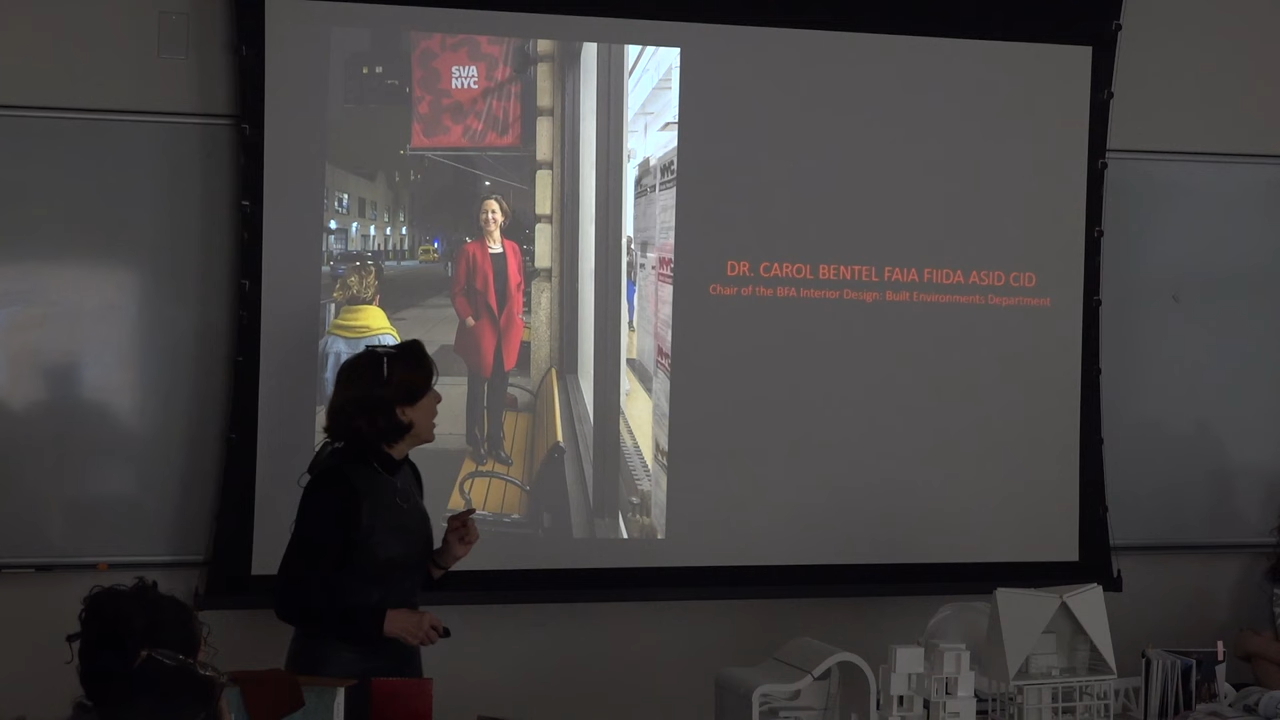 SVA
NYC
DR. CAROL BENTEL FAIA FIIDA ASID CID
Chair of the BFA Interior Design: Built Environments Department